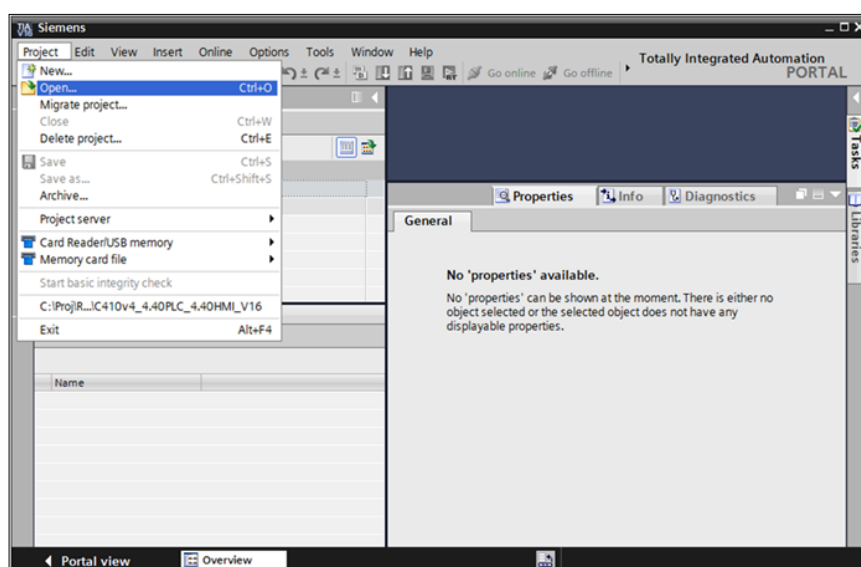 Siemens
Project Edit View Insert Online Options Tools Window Help
Totally Integrated Automation
PORTAL
Go online Go offline
New...
Open... Ctrl+O
Migrate project...
Close Ctrl+W
Delete project... Ctrl+E
Save Ctrl+S
Save as... Ctrl+Shift+S
Archive...
Project server
Card Reader/USB memory
Memory card file
Start basic integrity check
C:\Proj\R...\C410v4_4.40PLC_4.40HMI_V16
Exit Alt+F4
Name
Properties Info Diagnostics
General
No 'properties' available.
No 'properties' can be shown at the moment. There is either no
object selected or the selected object does not have any
displayable properties.
Tasks
Libraries
Portal view Overview